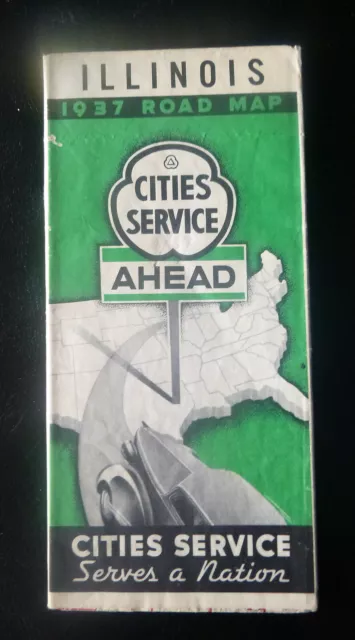 ILLINOIS
1937 ROAD MAP
CITIES
SERVICE
AHEAD
CITIES SERVICE
Serves a Nation